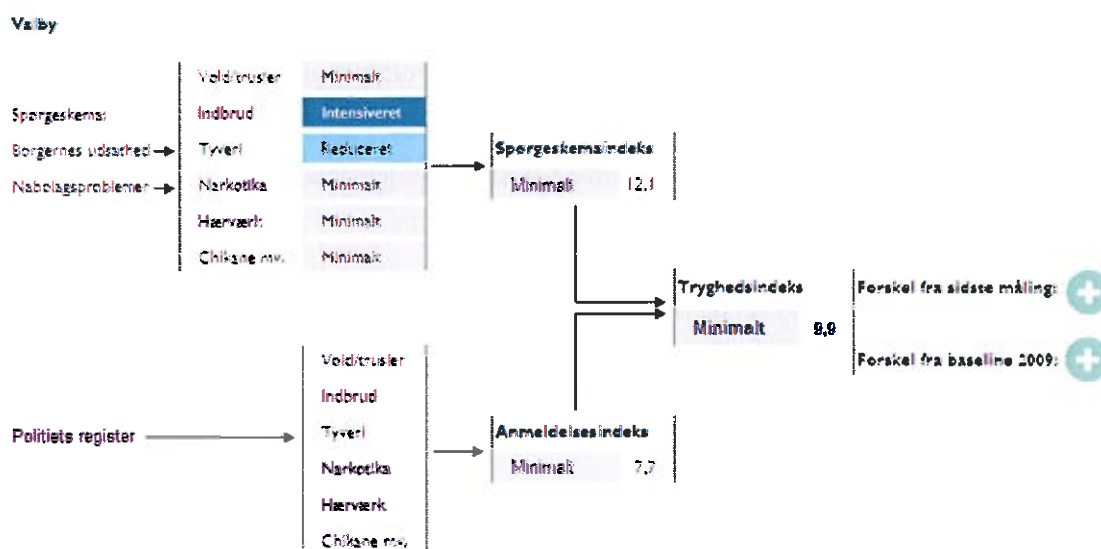 Valby
Vold/trusler Minimalt
Spørgeskema:
Indbrud Intensiveret
Borgernes udsathed
Tyveri Reduceret
Nabolagsproblemer
Narkotika Minimalt
Hærværk Minimalt
Chikane mv. Minimalt
Spørgeskemaindeks
Minimalt 12,1
Politiets register
Vold/trusler
Indbrud
Tyveri
Narkotika
Hærværk
Chikane mv.
Anmeldelsesindeks
Minimalt 7,7
Tryghedsindeks
Minimalt 9,9
Forskel fra sidste måling:
Forskel fra baseline 2009: